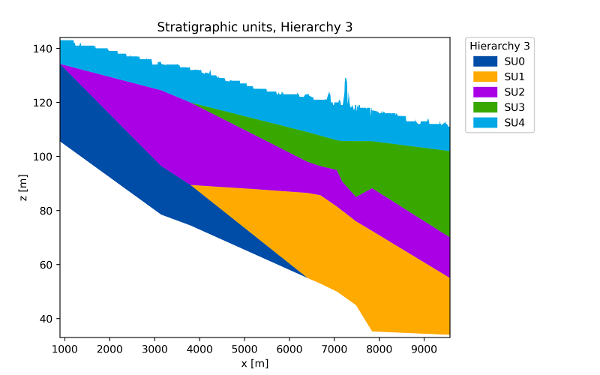 Stratigraphic units, Hierarchy 3
140
120
100
80
60
40
z [m]
1000 2000 3000 4000 5000 6000 7000 8000 9000
x [m]
Hierarchy 3
SU0
SU1
SU2
SU3
SU4